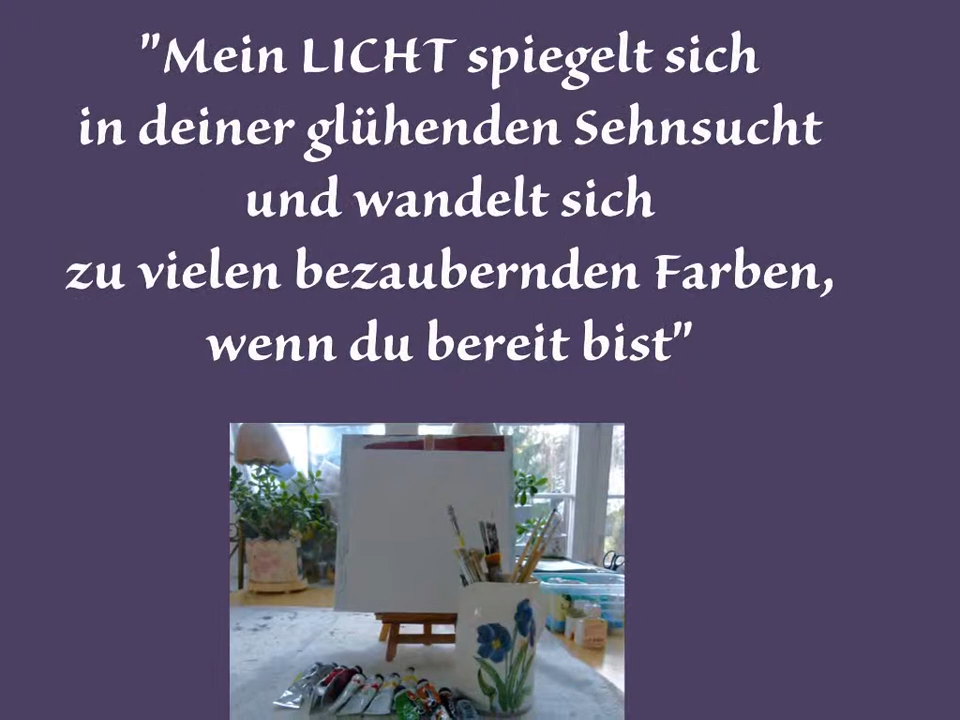 "Mein LICHT spiegelt sich
in deiner glühenden Sehnsucht
und wandelt sich
zu vielen bezaubernden Farben,
wenn du bereit bist"